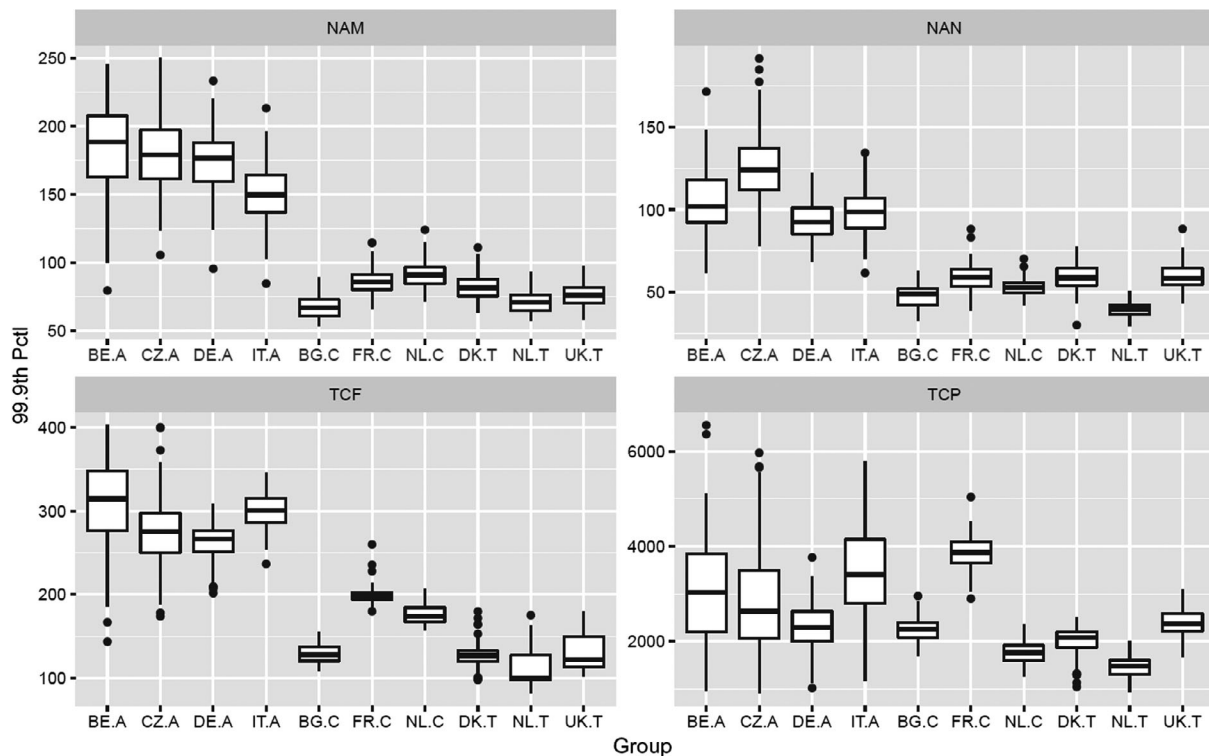 NAM
NAN
250
200
150
100
50
150
100
50
BE.A CZ.A DE.A IT.A BG.C FR.C NL.C DK.T NL.T UK.T
BE.A CZ.A DE.A IT.A BG.C FR.C NL.C DK.T NL.T UK.T
99.9th Pctl
TCF
TCP
400
300
200
100
6000
4000
2000
BE.A CZ.A DE.A IT.A BG.C FR.C NL.C DK.T NL.T UK.T
BE.A CZ.A DE.A IT.A BG.C FR.C NL.C DK.T NL.T UK.T
Group